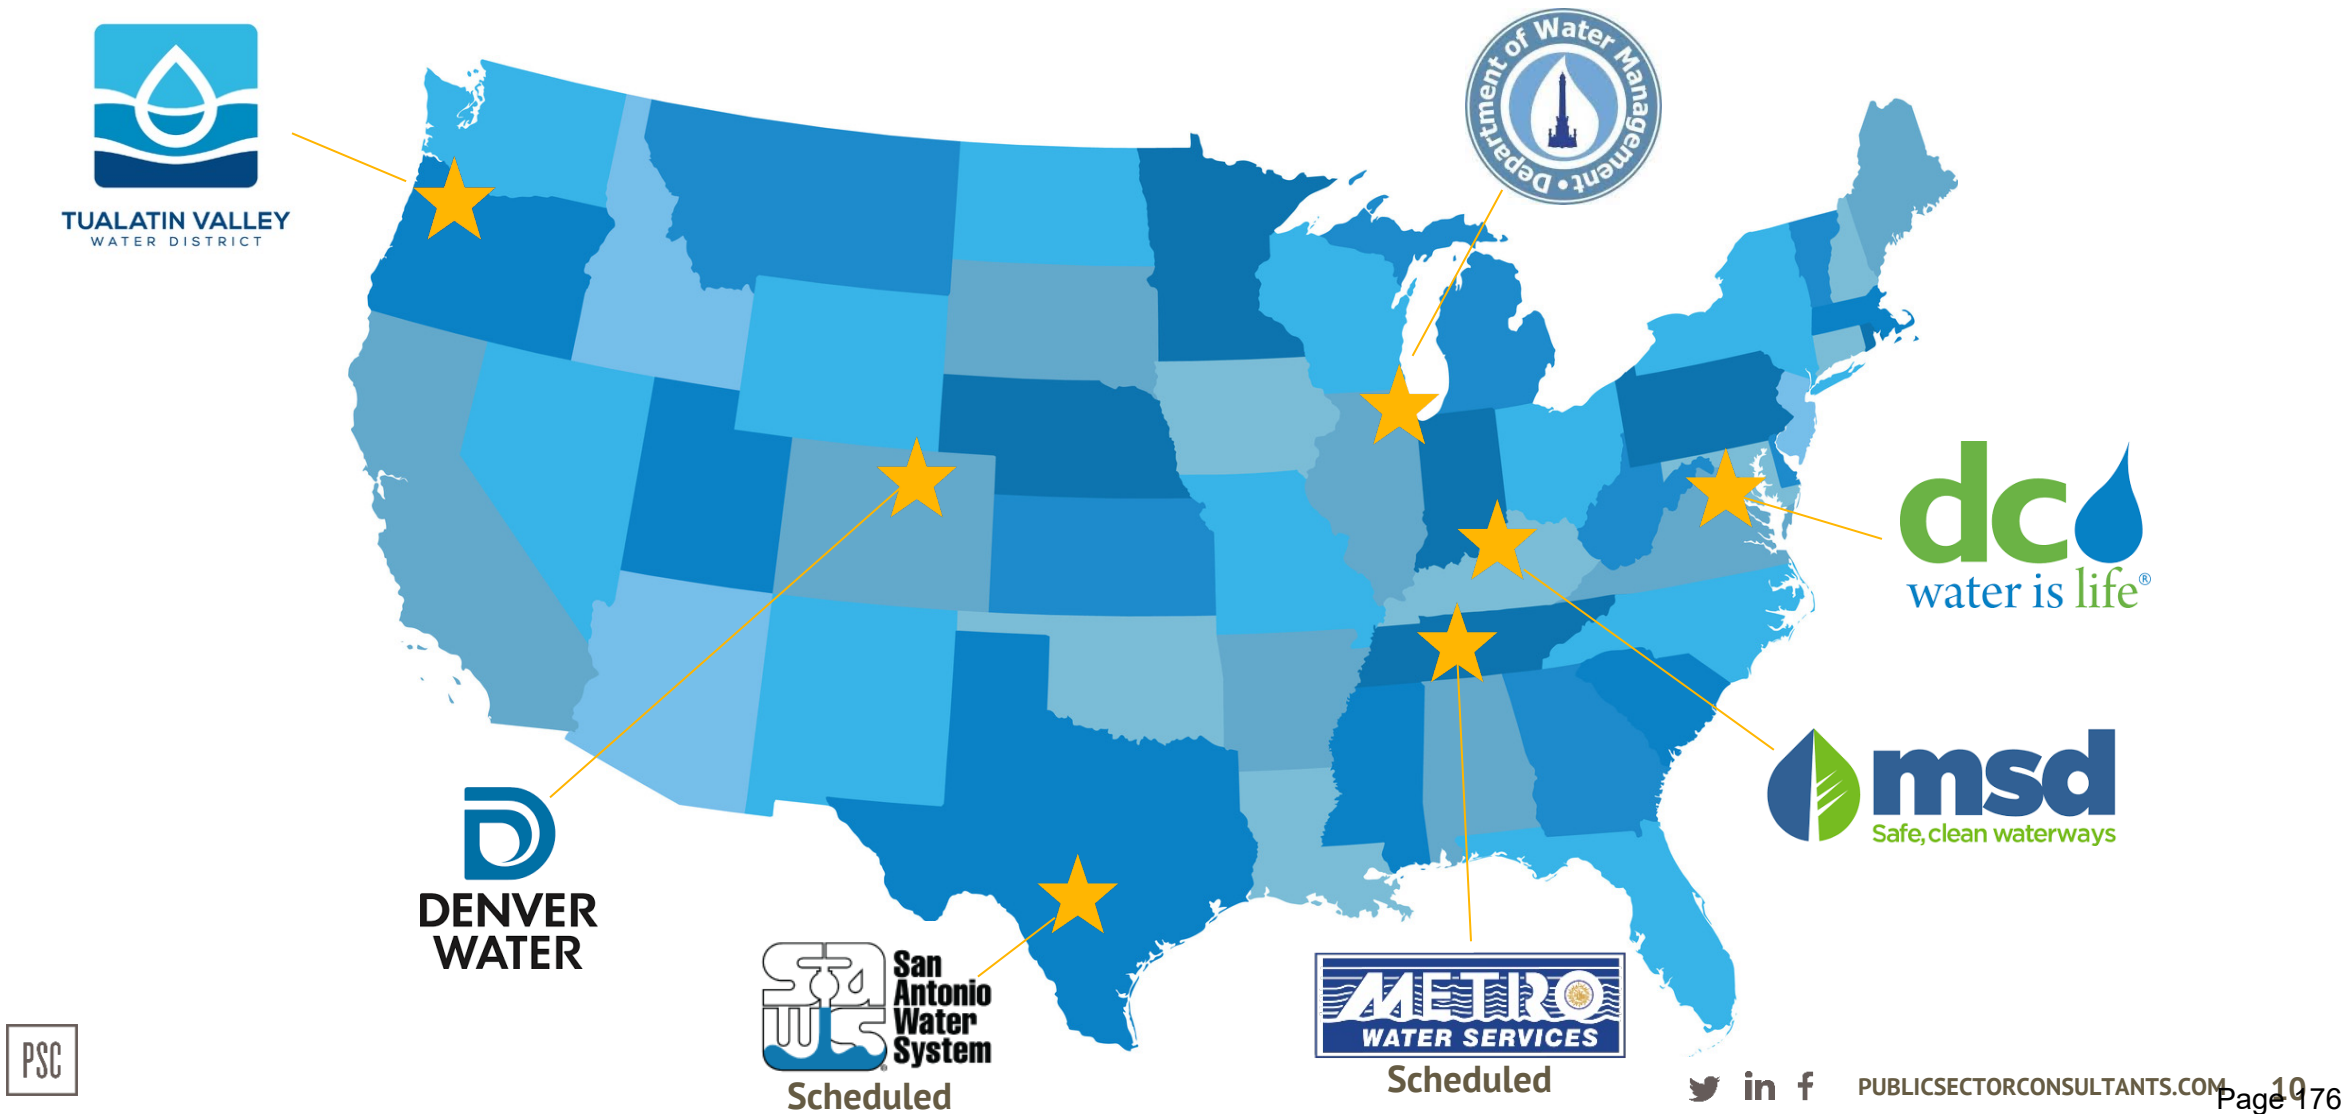 TUALATIN VALLEY
WATER DISTRICT
Department of Water Management •
dc
water is life®
msd
Safe, clean waterways
DENVER
WATER
saws
San
Antonio
Water
System
Scheduled
METRO
WATER SERVICES
Scheduled
PSC
PUBLICSECTORCONSULTANTS.COM
10
Page 176